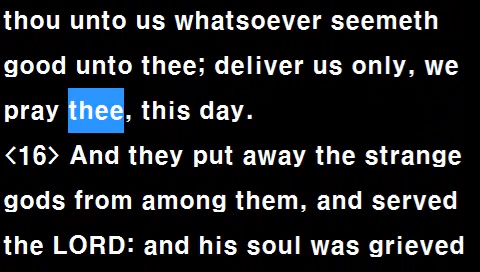 thou unto us whatsoever seemeth
good unto thee; deliver us only, we
pray thee, this day.
<16> And they put away the strange
gods from among them, and served
the LORD: and his soul was grieved